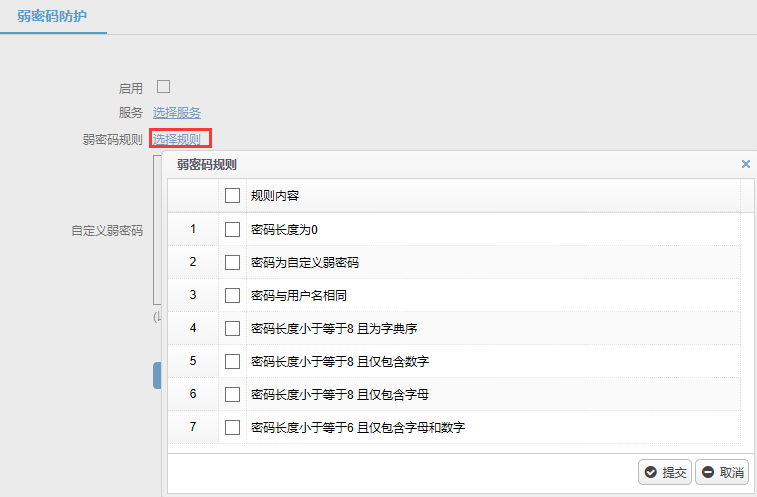 弱密码防护
启用
服务 选择服务
弱密码规则 选择规则
弱密码规则
规则内容
1 密码长度为0
2 密码为自定义弱密码
3 密码与用户名相同
4 密码长度小于等于8 且为字典序
5 密码长度小于等于8 且仅包含数字
6 密码长度小于等于8 且仅包含字母
7 密码长度小于等于6 且仅包含字母和数字
自定义弱密码
提交 取消